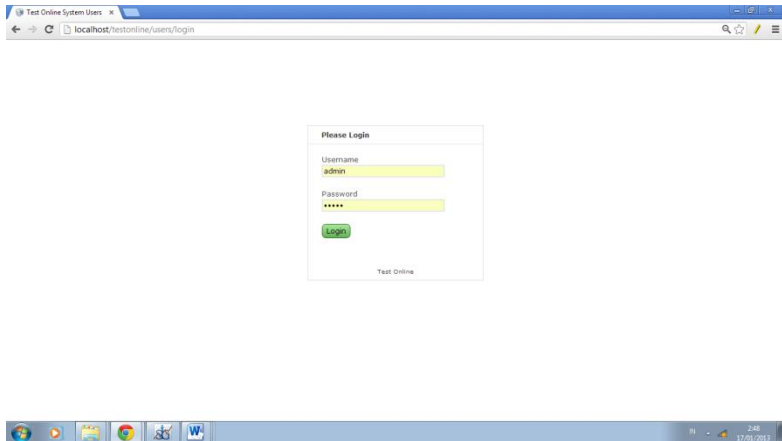 Test Online System Users
localhost/testonline/users/login
Please Login
Username
admin
Password
•••••
Login
Test Online
IN
2:48
17/01/2013